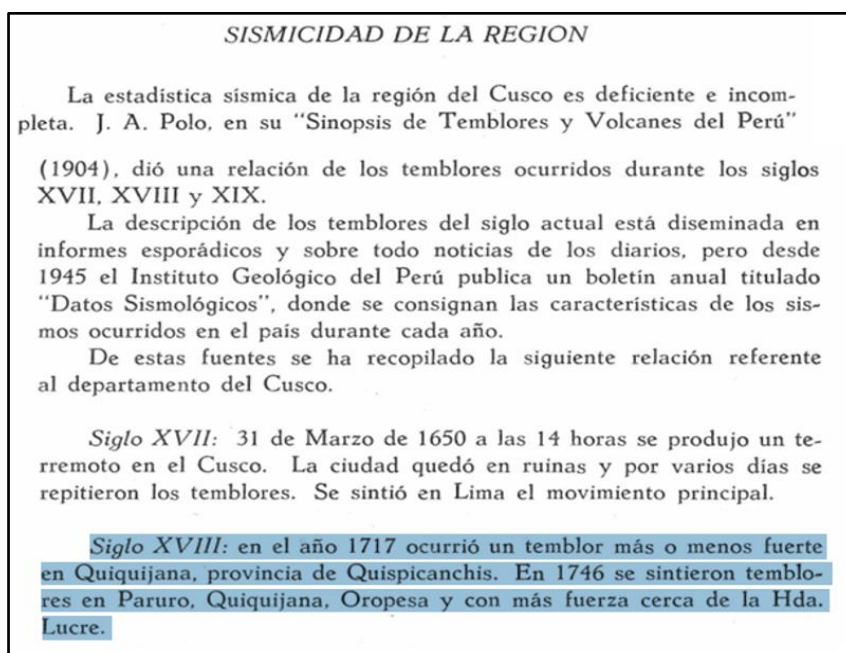 SISMICIDAD DE LA REGION
La estadística sísmica de la región del Cusco es deficiente e incom-
pleta. J. A. Polo, en su "Sinopsis de Temblores y Volcanes del Perú"
(1904), dió una relación de los temblores ocurridos durante los siglos
XVII, XVIII y XIX.
La descripción de los temblores del siglo actual está diseminada en
informes esporádicos y sobre todo noticias de los diarios, pero desde
1945 el Instituto Geológico del Perú publica un boletín anual titulado
"Datos Sismológicos", donde se consignan las características de los sis-
mos ocurridos en el país durante cada año.
De estas fuentes se ha recopilado la siguiente relación referente
al departamento del Cusco.
Siglo XVII: 31 de Marzo de 1650 a las 14 horas se produjo un te-
rremoto en el Cusco. La ciudad quedó en ruinas y por varios días se
repitieron los temblores. Se sintió en Lima el movimiento principal.
Siglo XVIII: en el año 1717 ocurrió un temblor más o menos fuerte
en Quiquijana, provincia de Quispicanchis. En 1746 se sintieron temblo-
res en Paruro, Quiquijana, Oropesa y con más fuerza cerca de la Hda.
Lucre.